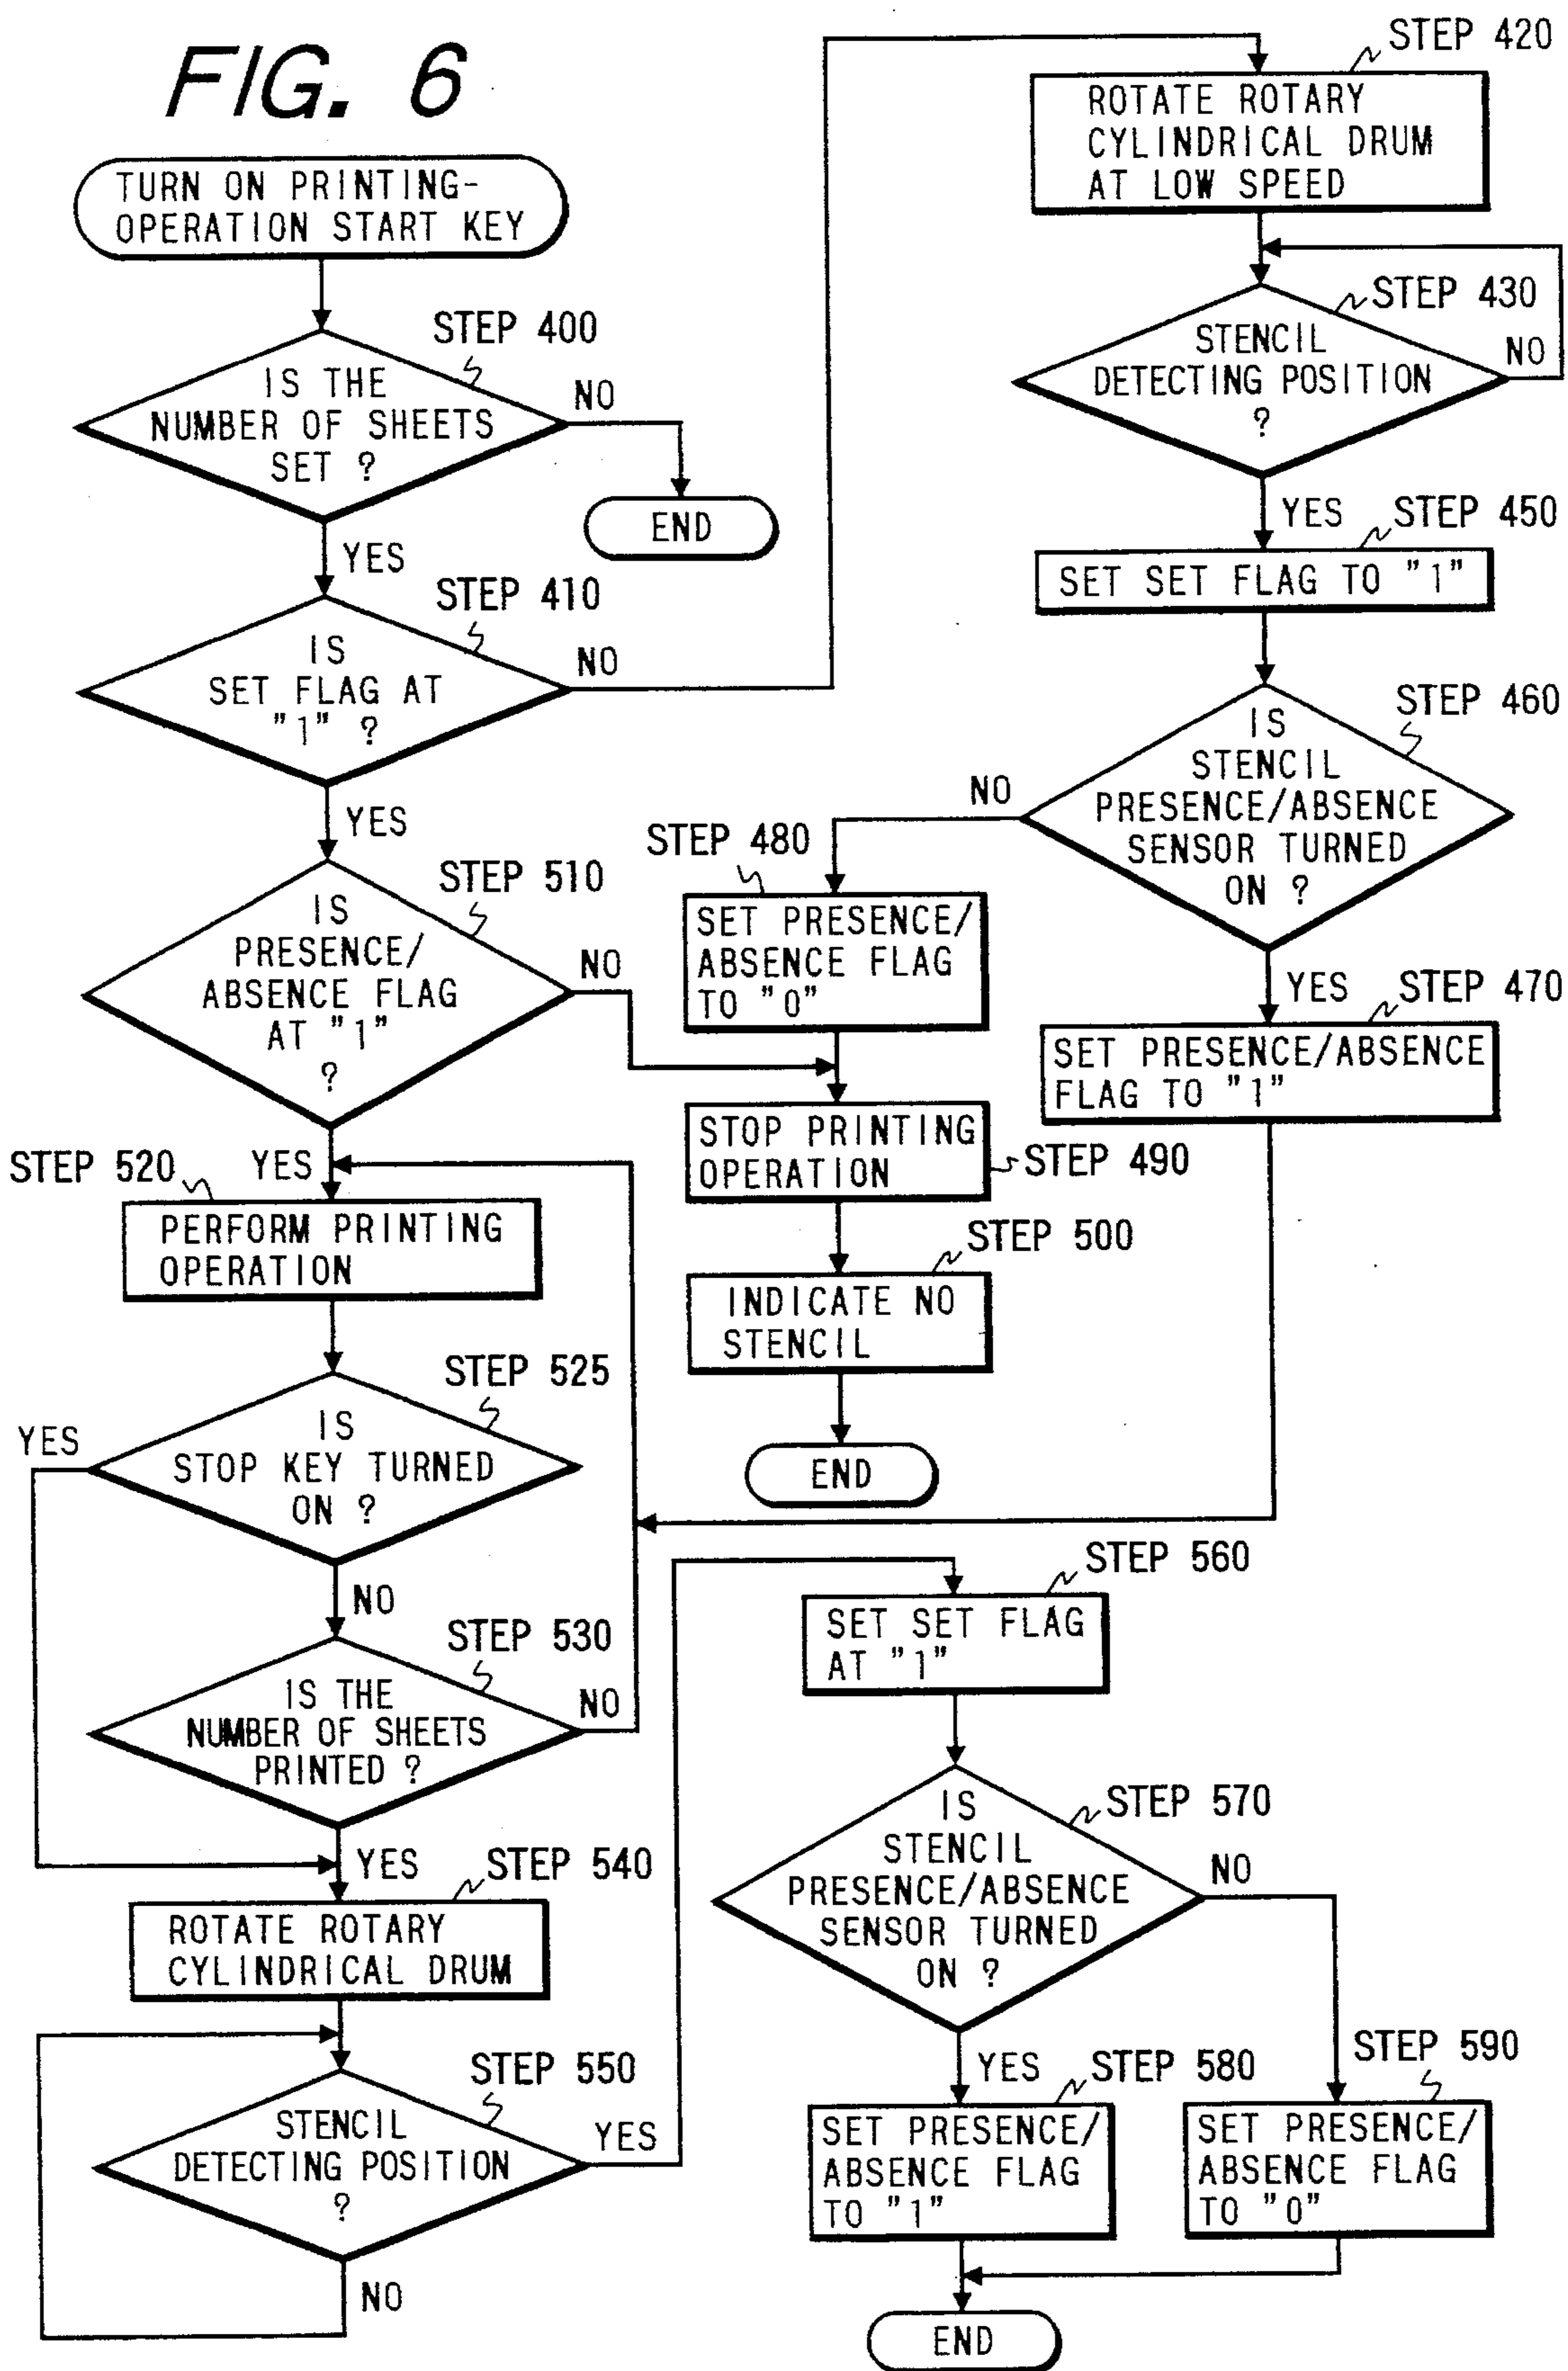 FIG. 6
TURN ON PRINTING-
OPERATION START KEY
STEP 400
IS THE
NUMBER OF SHEETS
SET ?
NO
END
YES
STEP 410
IS
SET FLAG AT
"1" ?
NO
YES
STEP 510
IS
PRESENCE/
ABSENCE FLAG
AT "1"
?
NO
YES
STEP 520
PERFORM PRINTING
OPERATION
STEP 525
IS
STOP KEY TURNED
ON ?
YES
NO
STEP 530
IS THE
NUMBER OF SHEETS
PRINTED ?
NO
YES
STEP 540
ROTATE ROTARY
CYLINDRICAL DRUM
STEP 550
STENCIL
DETECTING POSITION
?
YES
NO
STEP 420
ROTATE ROTARY
CYLINDRICAL DRUM
AT LOW SPEED
STEP 430
STENCIL
DETECTING POSITION
?
NO
YES
STEP 450
SET SET FLAG TO "1"
STEP 460
IS
STENCIL
PRESENCE/ABSENCE
SENSOR TURNED
ON ?
NO
YES
STEP 470
SET PRESENCE/ABSENCE
FLAG TO "1"
STEP 480
SET PRESENCE/
ABSENCE FLAG
TO "0"
STOP PRINTING
OPERATION
STEP 490
STEP 500
INDICATE NO
STENCIL
END
STEP 560
SET SET FLAG
AT "1"
STEP 570
IS
STENCIL
PRESENCE/ABSENCE
SENSOR TURNED
ON ?
NO
YES
STEP 580
SET PRESENCE/
ABSENCE FLAG
TO "1"
STEP 590
SET PRESENCE/
ABSENCE FLAG
TO "0"
END